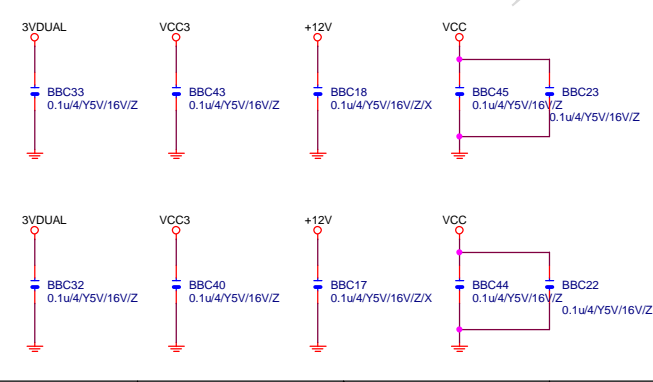 3VDUAL VCC3 +12V VCC
BBC33 BBC43 BBC18 BBC45 BBC23
0.1u/4/Y5V/16V/Z 0.1u/4/Y5V/16V/Z 0.1u/4/Y5V/16V/Z/X 0.1u/4/Y5V/16V/Z
0.1u/4/Y5V/16V/Z
3VDUAL VCC3 +12V VCC
BBC32 BBC40 BBC17 BBC44 BBC22
0.1u/4/Y5V/16V/Z 0.1u/4/Y5V/16V/Z 0.1u/4/Y5V/16V/Z/X 0.1u/4/Y5V/16V/Z
0.1u/4/Y5V/16V/Z